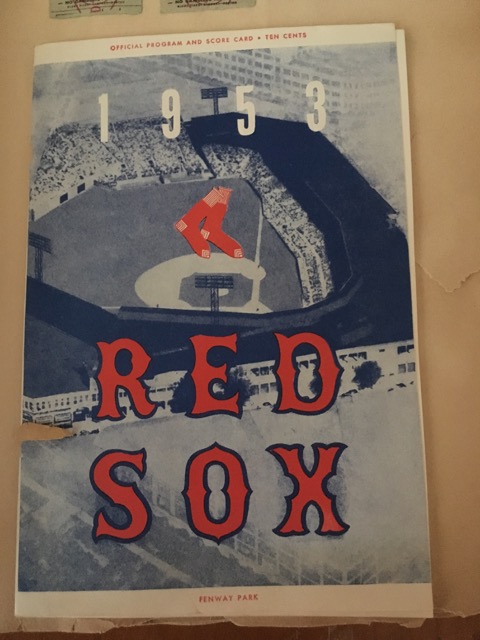 OFFICIAL PROGRAM AND SCORE CARD • TEN CENTS
1953
RED
SOX
FENWAY PARK